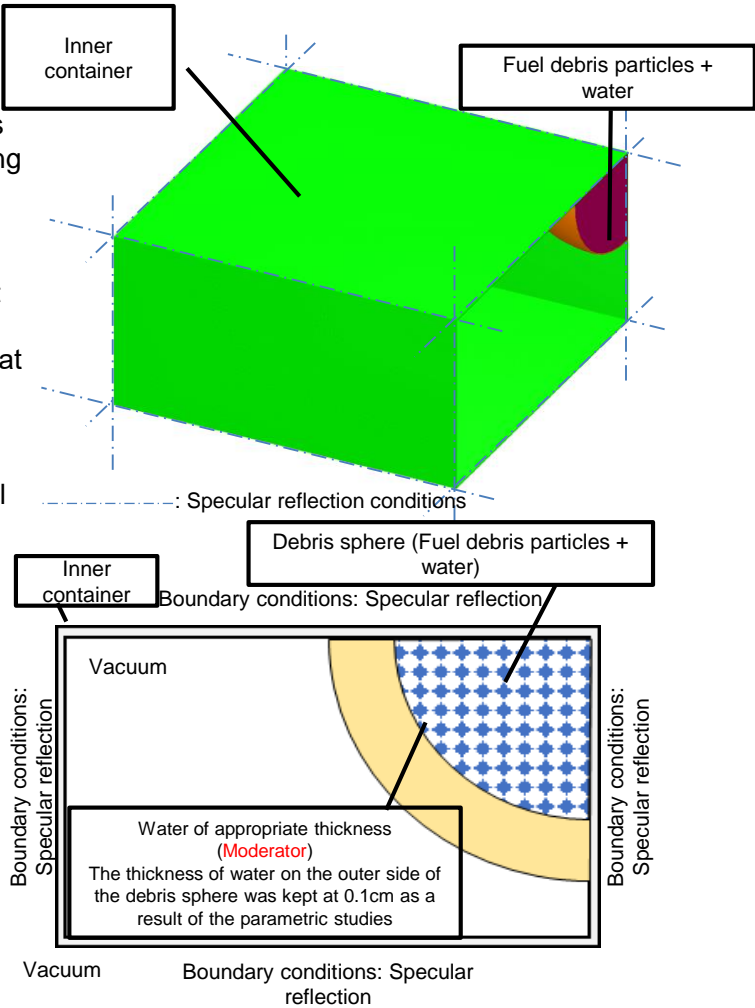 Inner
container
Fuel debris particles +
water
s
ng
at
l
: Specular reflection conditions
Debris sphere (Fuel debris particles +
water)
Inner
container
Boundary conditions: Specular reflection
Vacuum
Boundary conditions:
Specular reflection
Boundary conditions:
Specular reflection
Water of appropriate thickness
(Moderator)
The thickness of water on the outer side of
the debris sphere was kept at 0.1cm as a
result of the parametric studies
Vacuum
Boundary conditions: Specular
reflection